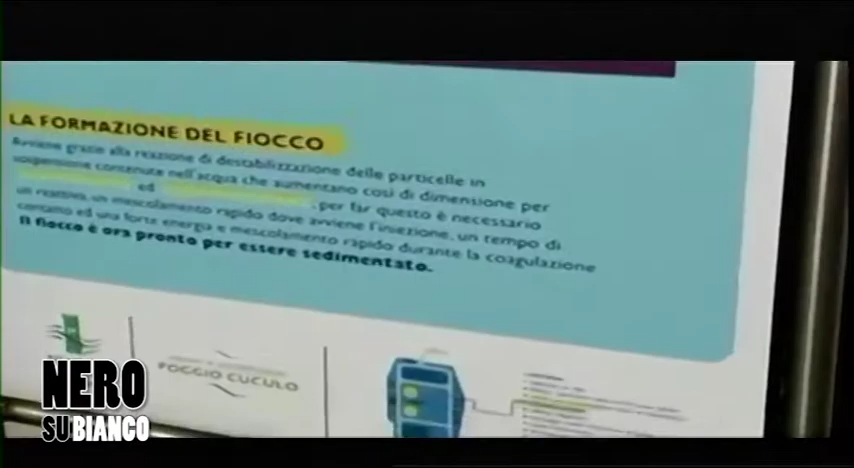 LA FORMAZIONE DEL FIOCCO
Avviene grazie alla reazione di destabilizzazione delle particelle in
sospensione contenute nell'acqua che aumentano così di dimensione per
ed , per far questo è necessario
un reattivo, un mescolamento rapido dove avviene l'iniezione, un tempo di
contatto ed una forte energia e mescolamento rapido durante la coagulazione
Il fiocco è ora pronto per essere sedimentato.
POGGIO CUCULO
NERO
SU BIANCO